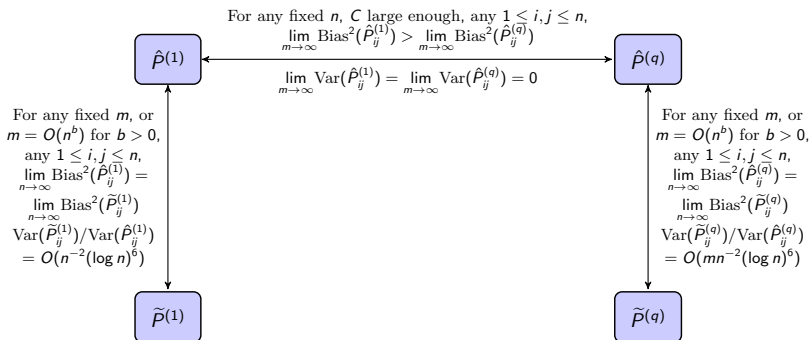 For any fixed n, C large enough, any 1 ≤ i, j ≤ n,
lim_{m→∞} Bias²(P̂_{ij}^{(1)}) > lim_{m→∞} Bias²(P̂_{ij}^{(q)})
P̂^{(1)}
P̂^{(q)}
lim_{m→∞} Var(P̂_{ij}^{(1)}) = lim_{m→∞} Var(P̂_{ij}^{(q)}) = 0
For any fixed m, or
m = O(n^b) for b > 0,
any 1 ≤ i, j ≤ n,
lim_{n→∞} Bias²(P̂_{ij}^{(1)}) =
lim_{n→∞} Bias²(P̃_{ij}^{(1)})
Var(P̃_{ij}^{(1)})/Var(P̂_{ij}^{(1)})
= O(n^{-2}(log n)^6)
For any fixed m, or
m = O(n^b) for b > 0,
any 1 ≤ i, j ≤ n,
lim_{n→∞} Bias²(P̂_{ij}^{(q)}) =
lim_{n→∞} Bias²(P̃_{ij}^{(q)})
Var(P̃_{ij}^{(q)})/Var(P̂_{ij}^{(q)})
= O(mn^{-2}(log n)^6)
P̃^{(1)}
P̃^{(q)}